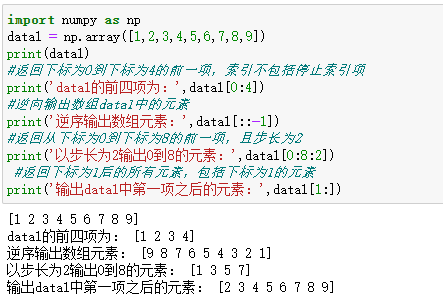 import numpy as np
data1 = np.array([1,2,3,4,5,6,7,8,9])
print(data1)
#返回下标为0到下标为4的前一项，索引不包括停止索引项
print('data1的前四项为：',data1[0:4])
#逆向输出数组data1中的元素
print('逆序输出数组元素：',data1[::-1])
#返回从下标为0到下标为8的前一项，且步长为2
print('以步长为2输出0到8的元素：',data1[0:8:2])
 #返回下标为1后的所有元素，包括下标为1的元素
print('输出data1中第一项之后的元素：',data1[1:])
[1 2 3 4 5 6 7 8 9]
data1的前四项为： [1 2 3 4]
逆序输出数组元素： [9 8 7 6 5 4 3 2 1]
以步长为2输出0到8的元素： [1 3 5 7]
输出data1中第一项之后的元素： [2 3 4 5 6 7 8 9]